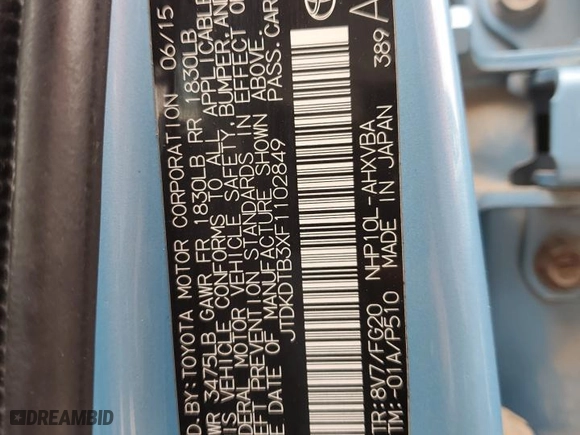 D BY: TOYOTA MOTOR CORPORATION 06/15
WR 3475LB GAWR FR 1830LB RR 1830LB
IS VEHICLE CONFORMS TO ALL APPLICABLE
DERAL MOTOR VEHICLE SAFETY, BUMPER, AND
EFT PREVENTION STANDARDS IN EFFECT ON
E DATE OF MANUFACTURE SHOWN ABOVE.
JTDKDTB3XF1102849 PASS. CAR
TR: 8V7/FG20 NHP10L-AHXVBA 389
TM: -01A/P510 MADE IN JAPAN
A
DREAMBID